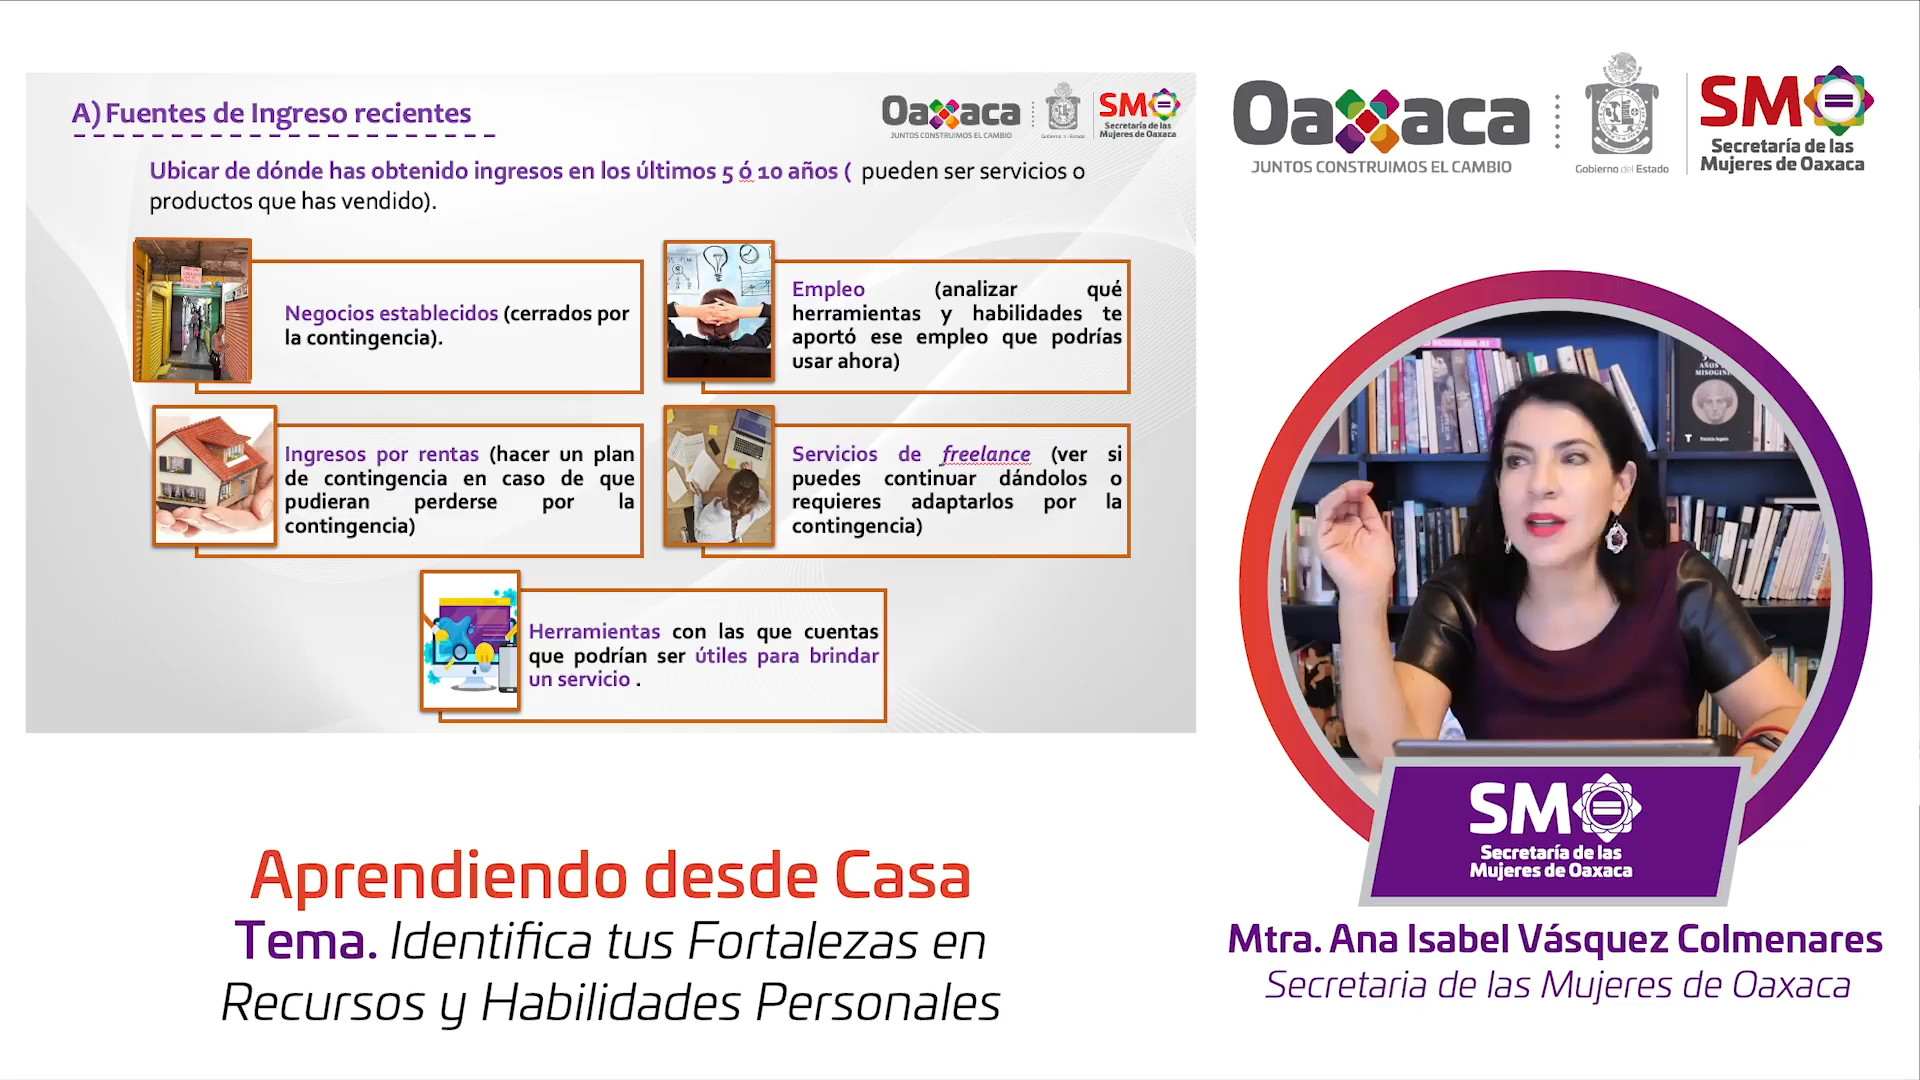 A) Fuentes de Ingreso recientes
Oaxaca
JUNTOS CONSTRUIMOS EL CAMBIO
Gobierno del Estado
SM
Secretaría de las
Mujeres de Oaxaca
Ubicar de dónde has obtenido ingresos en los últimos 5 ó 10 años ( pueden ser servicios o
productos que has vendido).
Negocios establecidos (cerrados por
la contingencia).
Empleo (analizar qué
herramientas y habilidades te
aportó ese empleo que podrías
usar ahora)
Ingresos por rentas (hacer un plan
de contingencia en caso de que
pudieran perderse por la
contingencia)
Servicios de freelance (ver si
puedes continuar dándolos o
requieres adaptarlos por la
contingencia)
Herramientas con las que cuentas
que podrían ser útiles para brindar
un servicio .
Oaxaca
JUNTOS CONSTRUIMOS EL CAMBIO
Gobierno del Estado
SM
Secretaría de las
Mujeres de Oaxaca
SM
Secretaría de las
Mujeres de Oaxaca
Aprendiendo desde Casa
Tema. Identifica tus Fortalezas en
Recursos y Habilidades Personales
Mtra. Ana Isabel Vásquez Colmenares
Secretaria de las Mujeres de Oaxaca